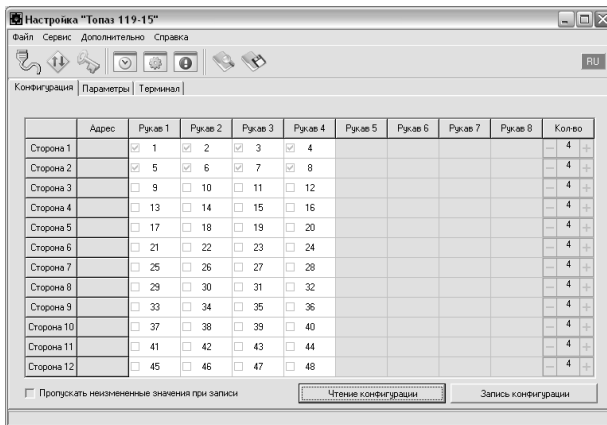 Настройка "Топаз 119-15"
Файл Сервис Дополнительно Справка
RU
Конфигурация Параметры Терминал
Адрес Рукав 1 Рукав 2 Рукав 3 Рукав 4 Рукав 5 Рукав 6 Рукав 7 Рукав 8 Кол-во
Сторона 1 1 2 3 4 4
Сторона 2 5 6 7 8 4
Сторона 3 9 10 11 12 4
Сторона 4 13 14 15 16 4
Сторона 5 17 18 19 20 4
Сторона 6 21 22 23 24 4
Сторона 7 25 26 27 28 4
Сторона 8 29 30 31 32 4
Сторона 9 33 34 35 36 4
Сторона 10 37 38 39 40 4
Сторона 11 41 42 43 44 4
Сторона 12 45 46 47 48 4
Пропускать неизмененные значения при записи Чтение конфигурации Запись конфигурации